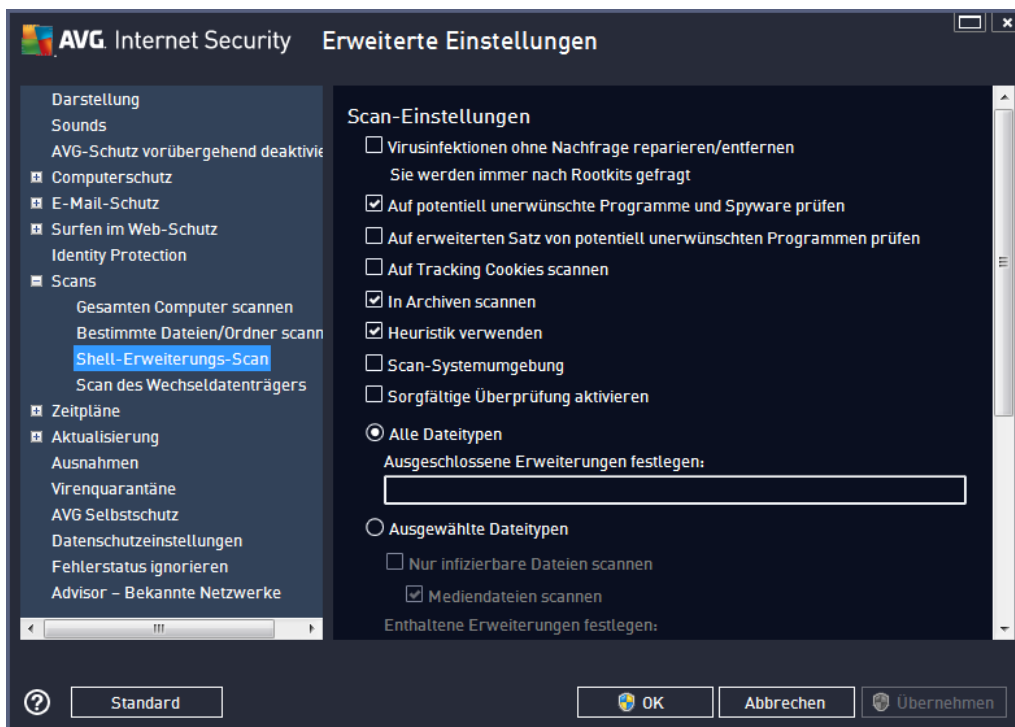 AVG. Internet Security Erweiterte Einstellungen
Darstellung
Sounds
AVG-Schutz vorübergehend deaktivie
Computerschutz
E-Mail-Schutz
Surfen im Web-Schutz
Identity Protection
Scans
Gesamten Computer scannen
Bestimmte Dateien/Ordner scann
Shell-Erweiterungs-Scan
Scan des Wechseldatenträgers
Zeitpläne
Aktualisierung
Ausnahmen
Virenquarantäne
AVG Selbstschutz
Datenschutzeinstellungen
Fehlerstatus ignorieren
Advisor – Bekannte Netzwerke
Scan-Einstellungen
Virusinfektionen ohne Nachfrage reparieren/entfernen
Sie werden immer nach Rootkits gefragt
Auf potentiell unerwünschte Programme und Spyware prüfen
Auf erweiterten Satz von potentiell unerwünschten Programmen prüfen
Auf Tracking Cookies scannen
In Archiven scannen
Heuristik verwenden
Scan-Systemumgebung
Sorgfältige Überprüfung aktivieren
Alle Dateitypen
Ausgeschlossene Erweiterungen festlegen:
Ausgewählte Dateitypen
Nur infizierbare Dateien scannen
Mediendateien scannen
Enthaltene Erweiterungen festlegen:
? Standard OK Abbrechen Übernehmen